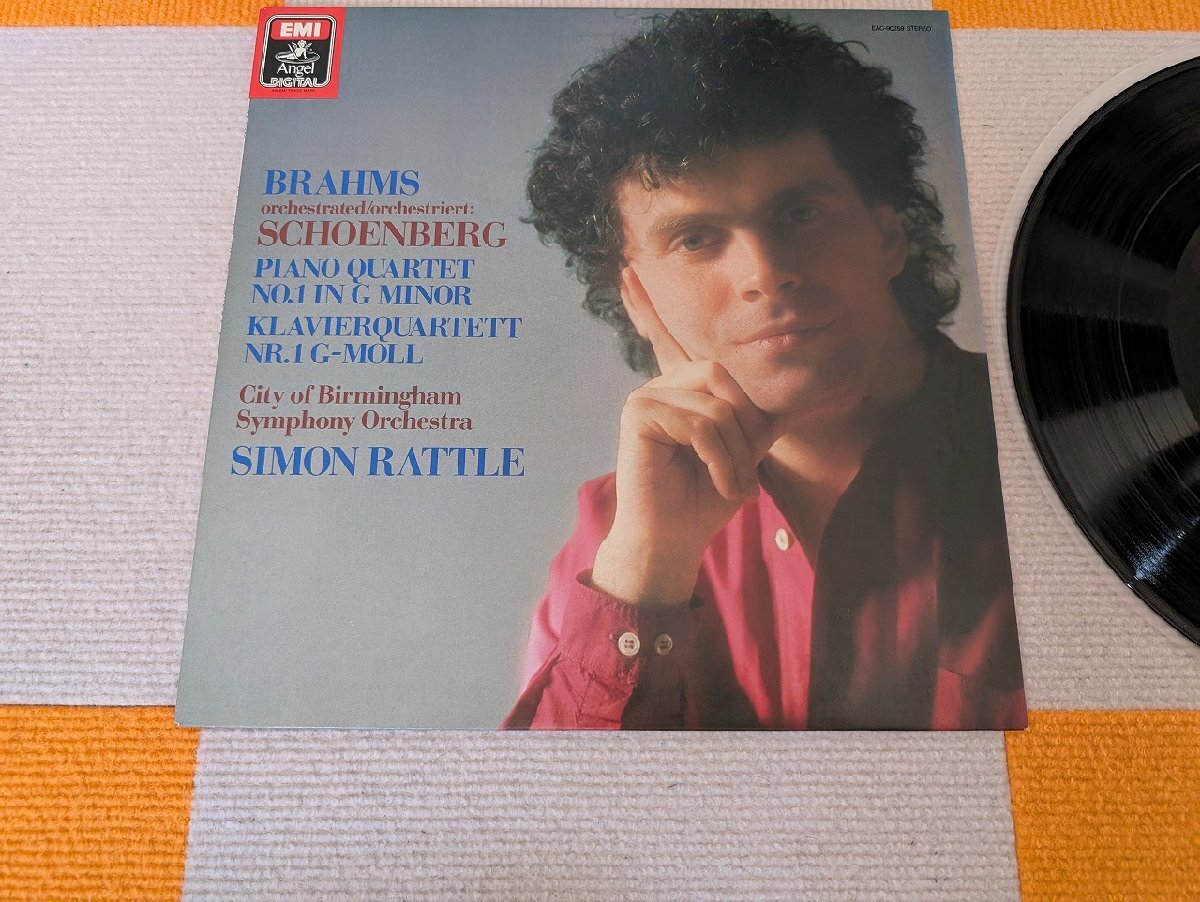 EMI
Angel
DIGITAL
EAC-90259 STEREO
BRAHMS
orchestrated/orchestriert:
SCHOENBERG
PIANO QUARTET
NO.1 IN G MINOR
KLAVIERQUARTETT
NR.1 G-MOLL
City of Birmingham
Symphony Orchestra
SIMON RATTLE